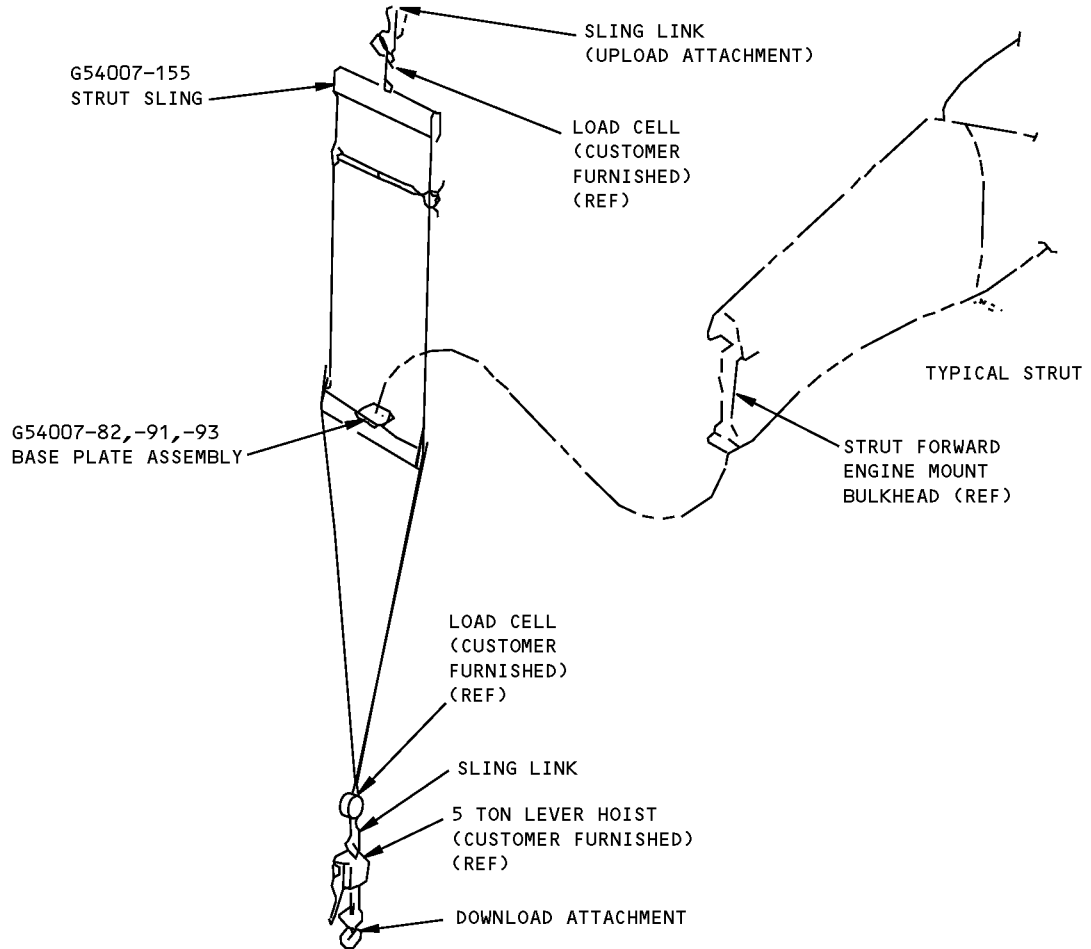 SLING LINK
(UPLOAD ATTACHMENT)
G54007-155
STRUT SLING
LOAD CELL
(CUSTOMER
FURNISHED)
(REF)
TYPICAL STRUT
G54007-82,-91,-93
BASE PLATE ASSEMBLY
STRUT FORWARD
ENGINE MOUNT
BULKHEAD (REF)
LOAD CELL
(CUSTOMER
FURNISHED)
(REF)
SLING LINK
5 TON LEVER HOIST
(CUSTOMER FURNISHED)
(REF)
DOWNLOAD ATTACHMENT